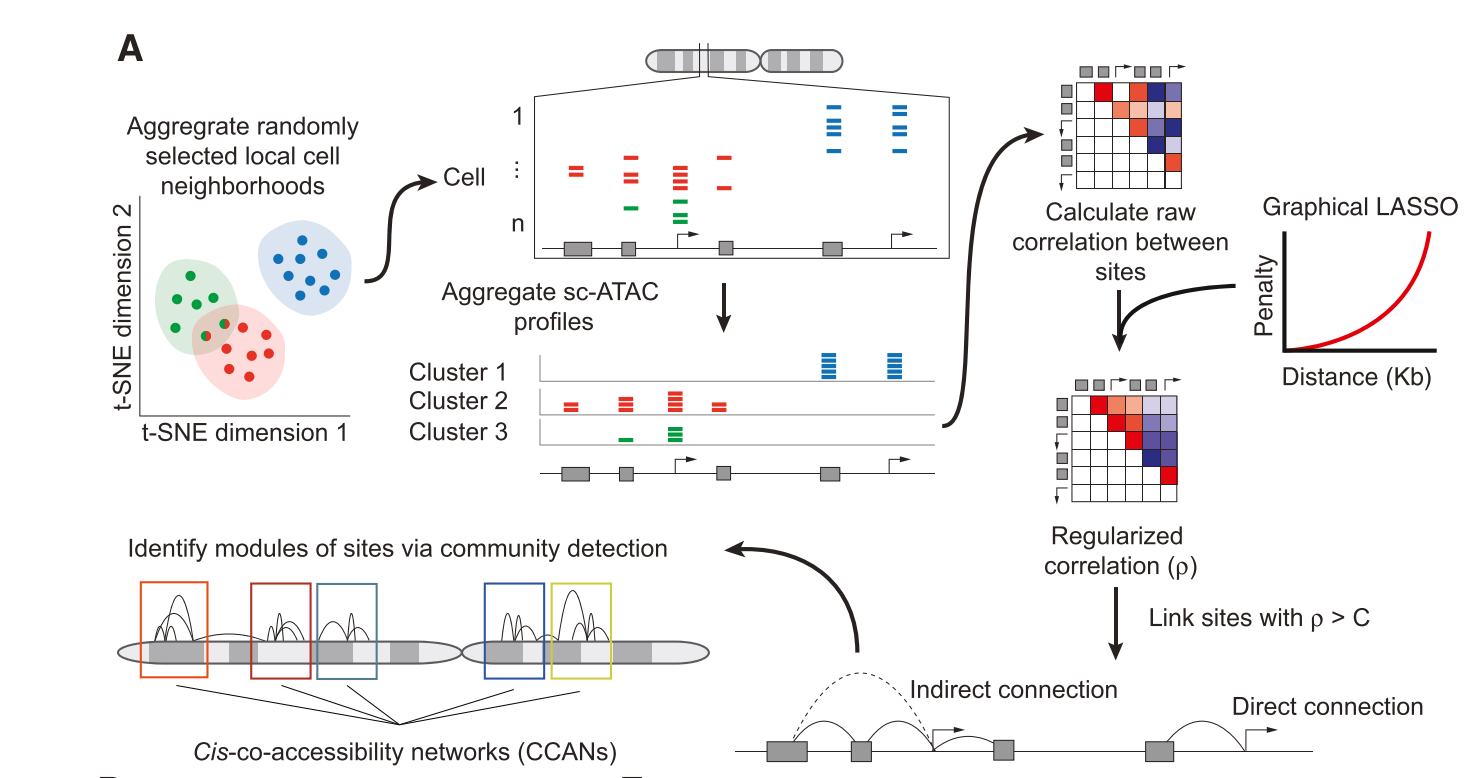 A
Aggregrate randomly
selected local cell
neighborhoods
t-SNE dimension 2
t-SNE dimension 1
Cell
1
⋮
n
Aggregate sc-ATAC
profiles
Cluster 1
Cluster 2
Cluster 3
Calculate raw
correlation between
sites
Graphical LASSO
Penalty
Distance (Kb)
Regularized
correlation (ρ)
Link sites with ρ > C
Indirect connection
Direct connection
Identify modules of sites via community detection
Cis-co-accessibility networks (CCANs)